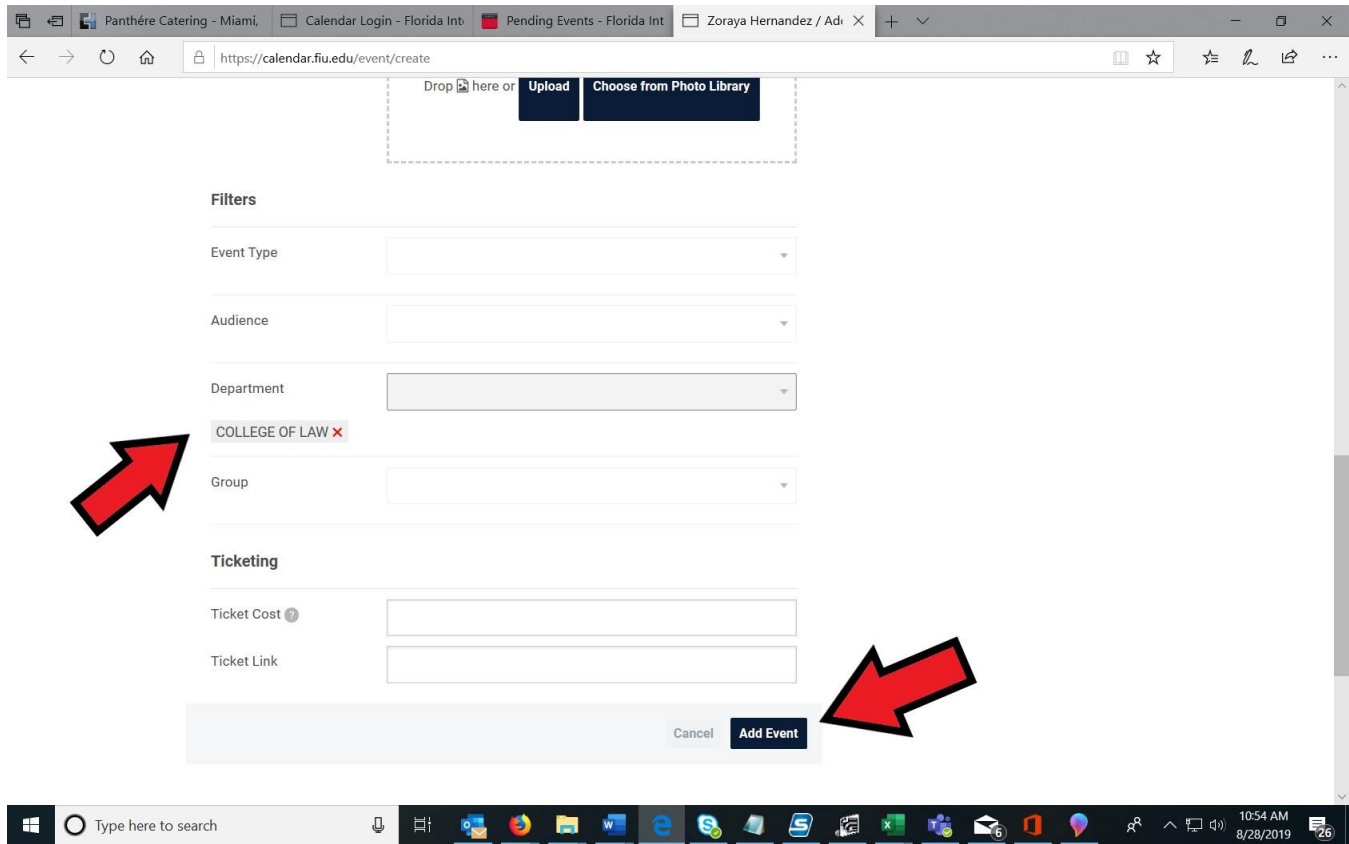 Panthére Catering - Miami,
Calendar Login - Florida Int
Pending Events - Florida Int
Zoraya Hernandez / Ad
https://calendar.fiu.edu/event/create
Drop here or Upload Choose from Photo Library
Filters
Event Type
Audience
Department
COLLEGE OF LAW
Group
Ticketing
Ticket Cost ?
Ticket Link
Cancel Add Event
Type here to search
6
10:54 AM
8/28/2019
26